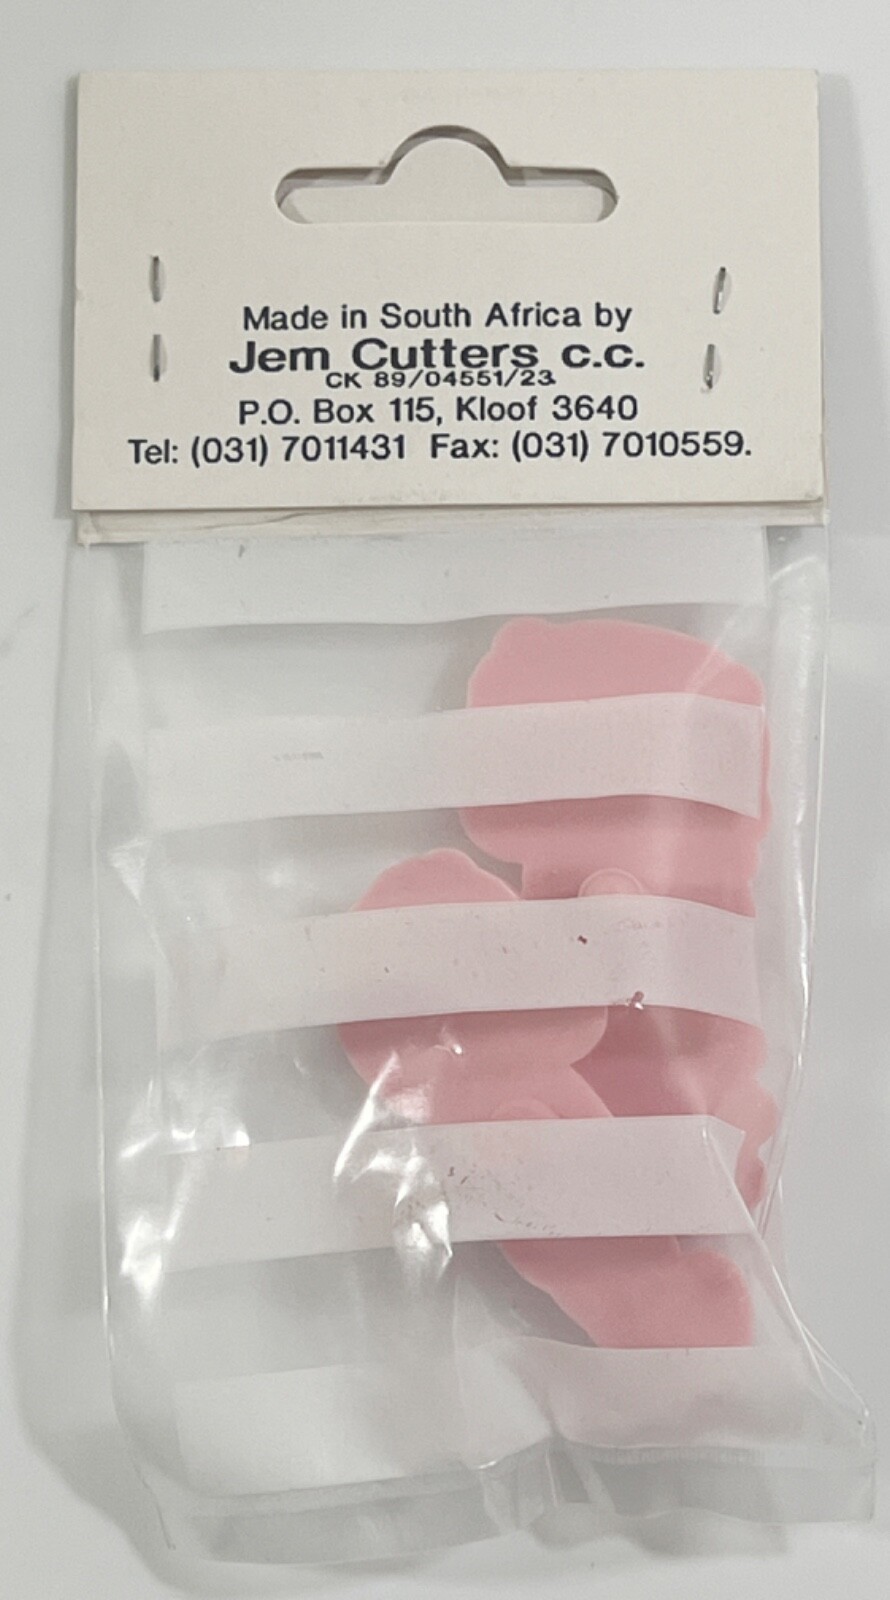 Made in South Africa by
Jem Cutters c.c.
CK 89/04551/23
P.O. Box 115, Kloof 3640
Tel: (031) 7011431 Fax: (031) 7010559.